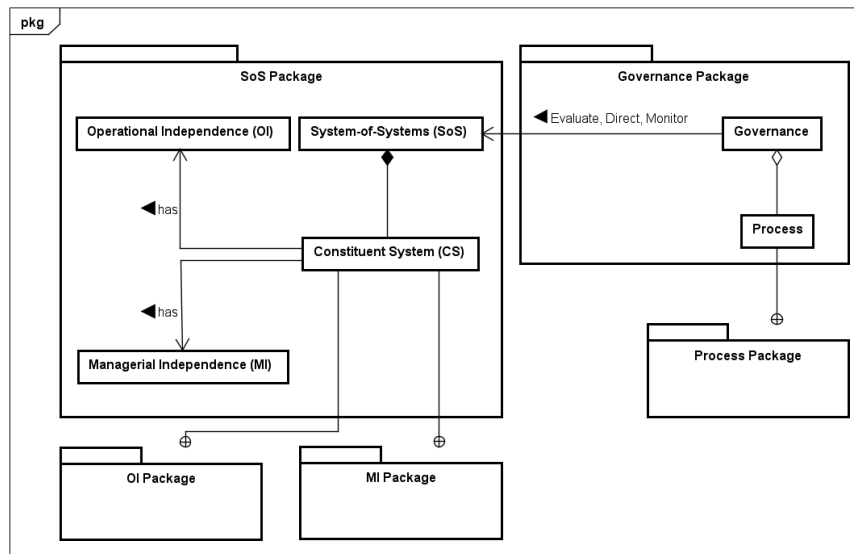 pkg
SoS Package
Governance Package
Operational Independence (OI)
System-of-Systems (SoS)
Evaluate, Direct, Monitor
Governance
has
Process
Constituent System (CS)
has
Managerial Independence (MI)
Process Package
OI Package
MI Package